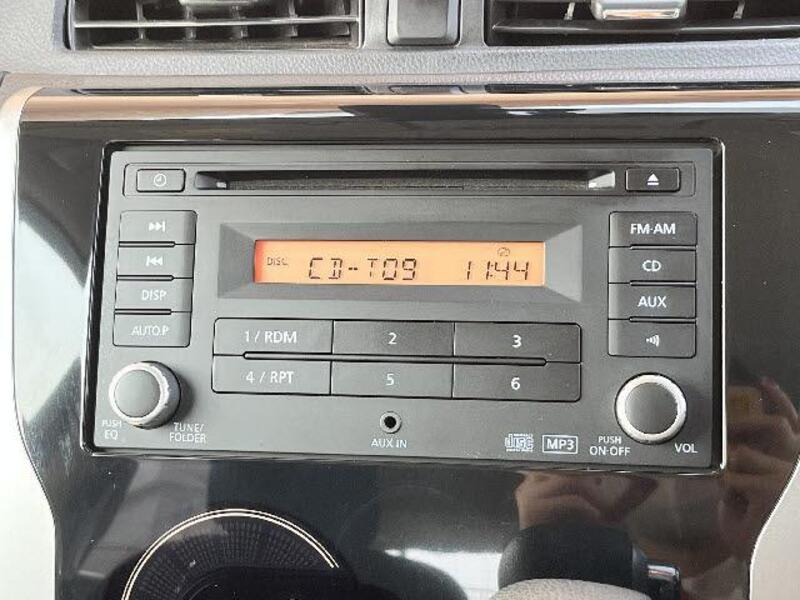 FM·AM
DISC CD-T09 11:44
CD
DISP
AUX
AUTO.P
1 / RDM 2 3
4 / RPT 5 6
PUSH EQ
TUNE/ FOLDER
AUX IN
DISC
MP3
PUSH ON·OFF
VOL